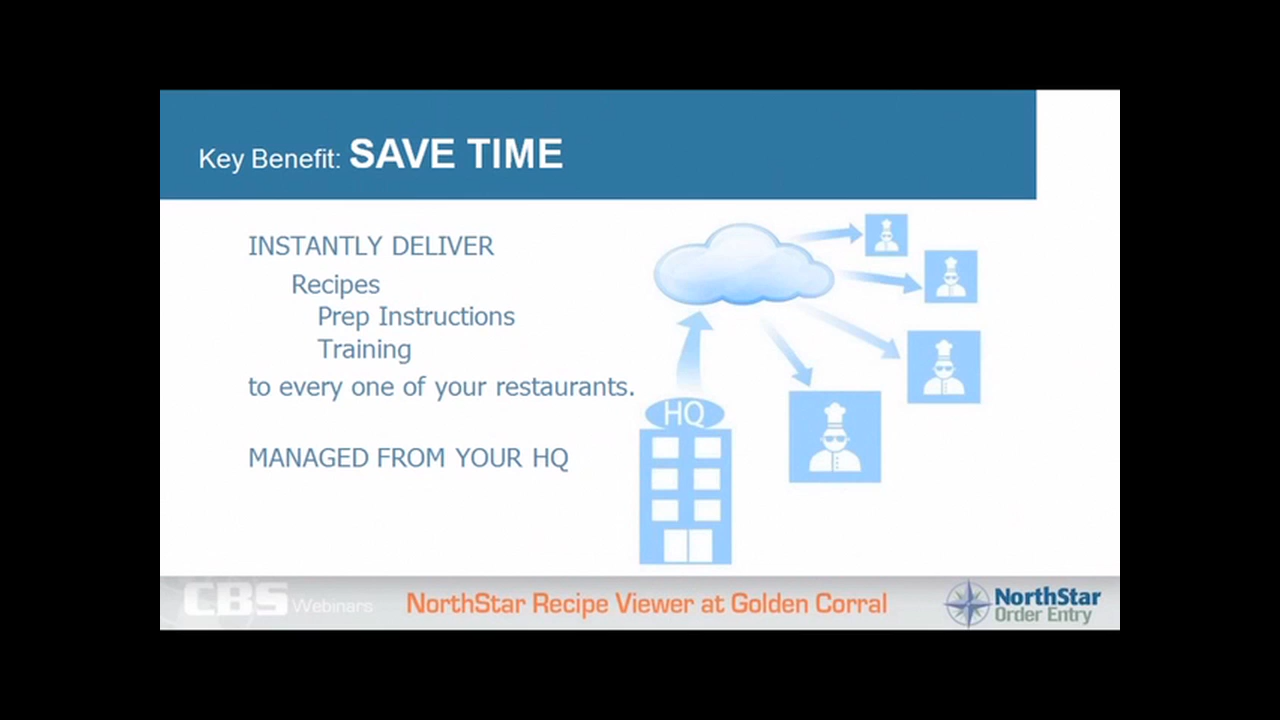 Key Benefit: SAVE TIME
INSTANTLY DELIVER
Recipes
Prep Instructions
Training
to every one of your restaurants.
MANAGED FROM YOUR HQ
HQ
CBS Webinars
NorthStar Recipe Viewer at Golden Corral
NorthStar
Order Entry